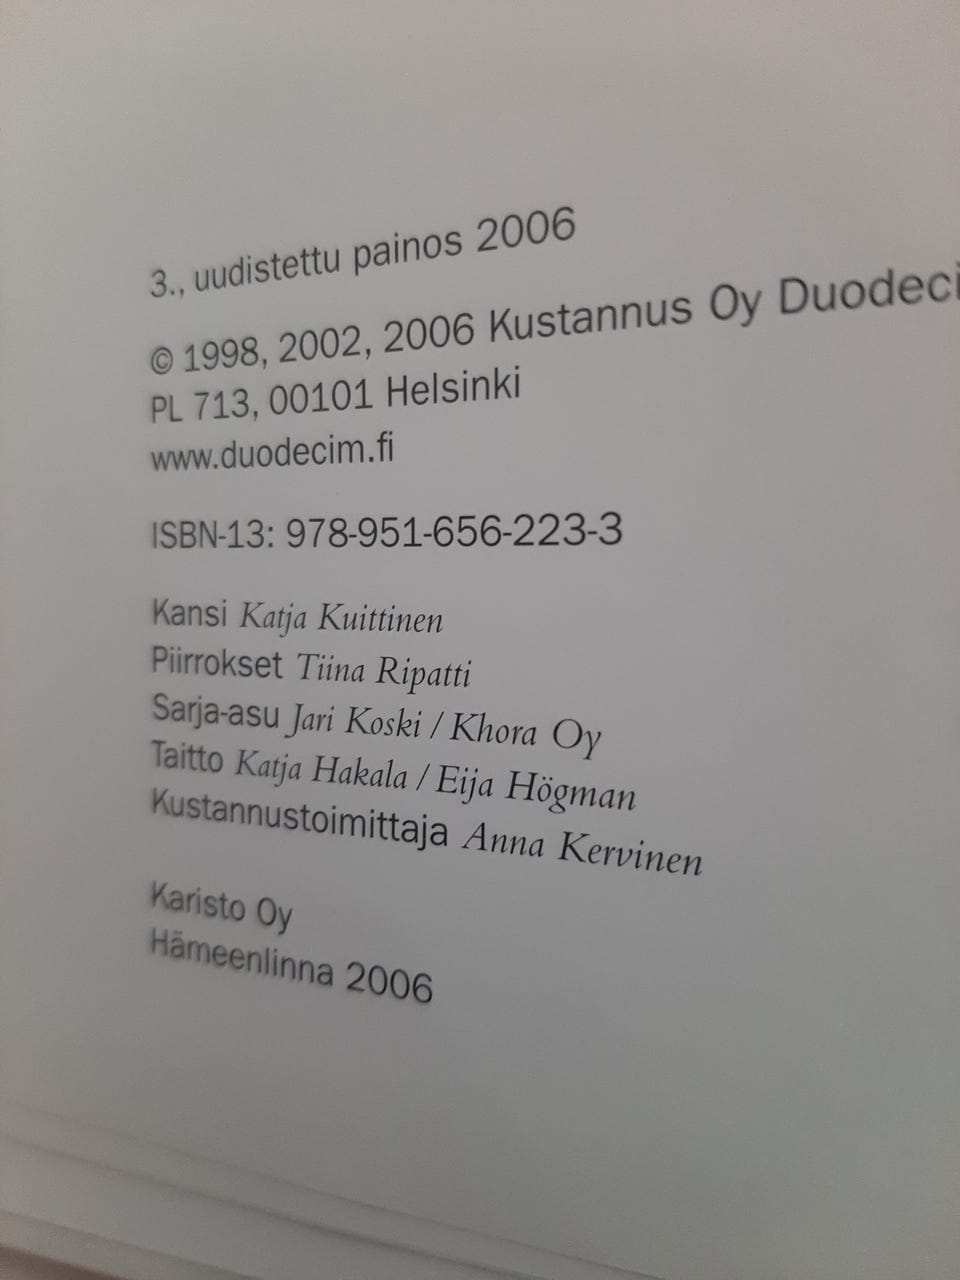 3., uudistettu painos 2006
© 1998, 2002, 2006 Kustannus Oy Duodeci
PL 713, 00101 Helsinki
www.duodecim.fi
ISBN-13: 978-951-656-223-3
Kansi Katja Kuittinen
Piirrokset Tiina Ripatti
Sarja-asu Jari Koski / Khora Oy
Taitto Katja Hakala / Eija Högman
Kustannustoimittaja Anna Kervinen
Karisto Oy
Hämeenlinna 2006